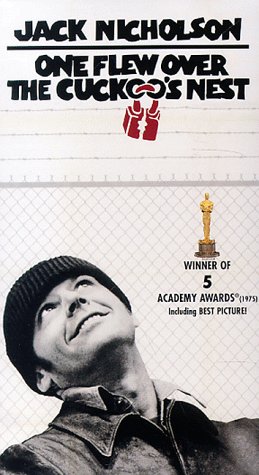 JACK NICHOLSON
ONE FLEW OVER
THE CUCKOO'S NEST
WINNER OF
5
ACADEMY AWARDS® (1975)
Including BEST PICTURE!